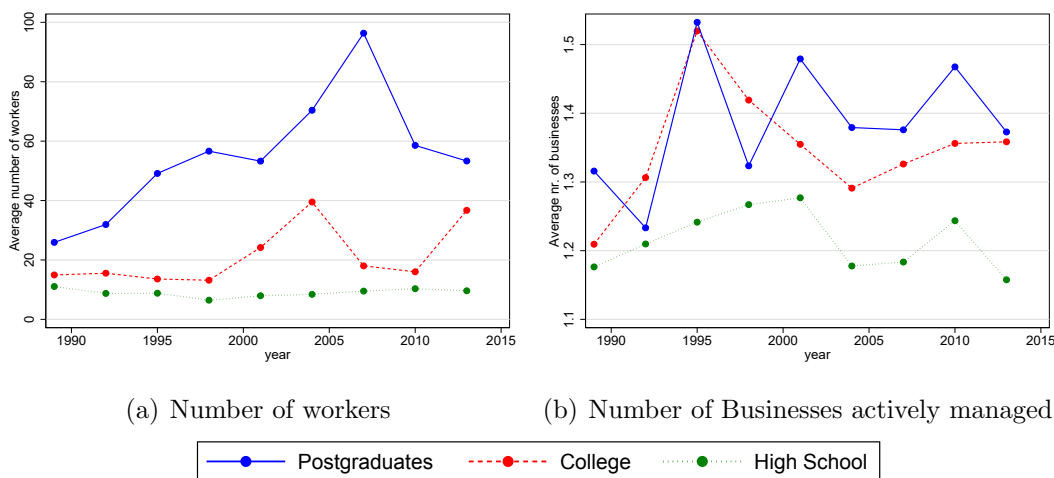 Average number of workers
100
80
60
40
20
0
1990 1995 2000 2005 2010 2015
year
(a) Number of workers
Average nr. of businesses
1.5
1.4
1.3
1.2
1.1
1990 1995 2000 2005 2010 2015
year
(b) Number of Businesses actively managed
Postgraduates College High School